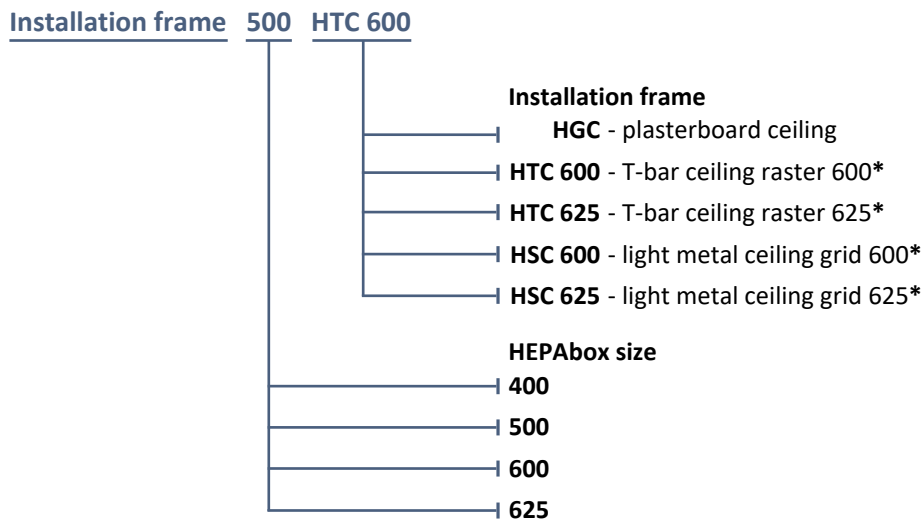 Installation frame 500 HTC 600
Installation frame
HGC - plasterboard ceiling
HTC 600 - T-bar ceiling raster 600*
HTC 625 - T-bar ceiling raster 625*
HSC 600 - light metal ceiling grid 600*
HSC 625 - light metal ceiling grid 625*
HEPAbox size
400
500
600
625